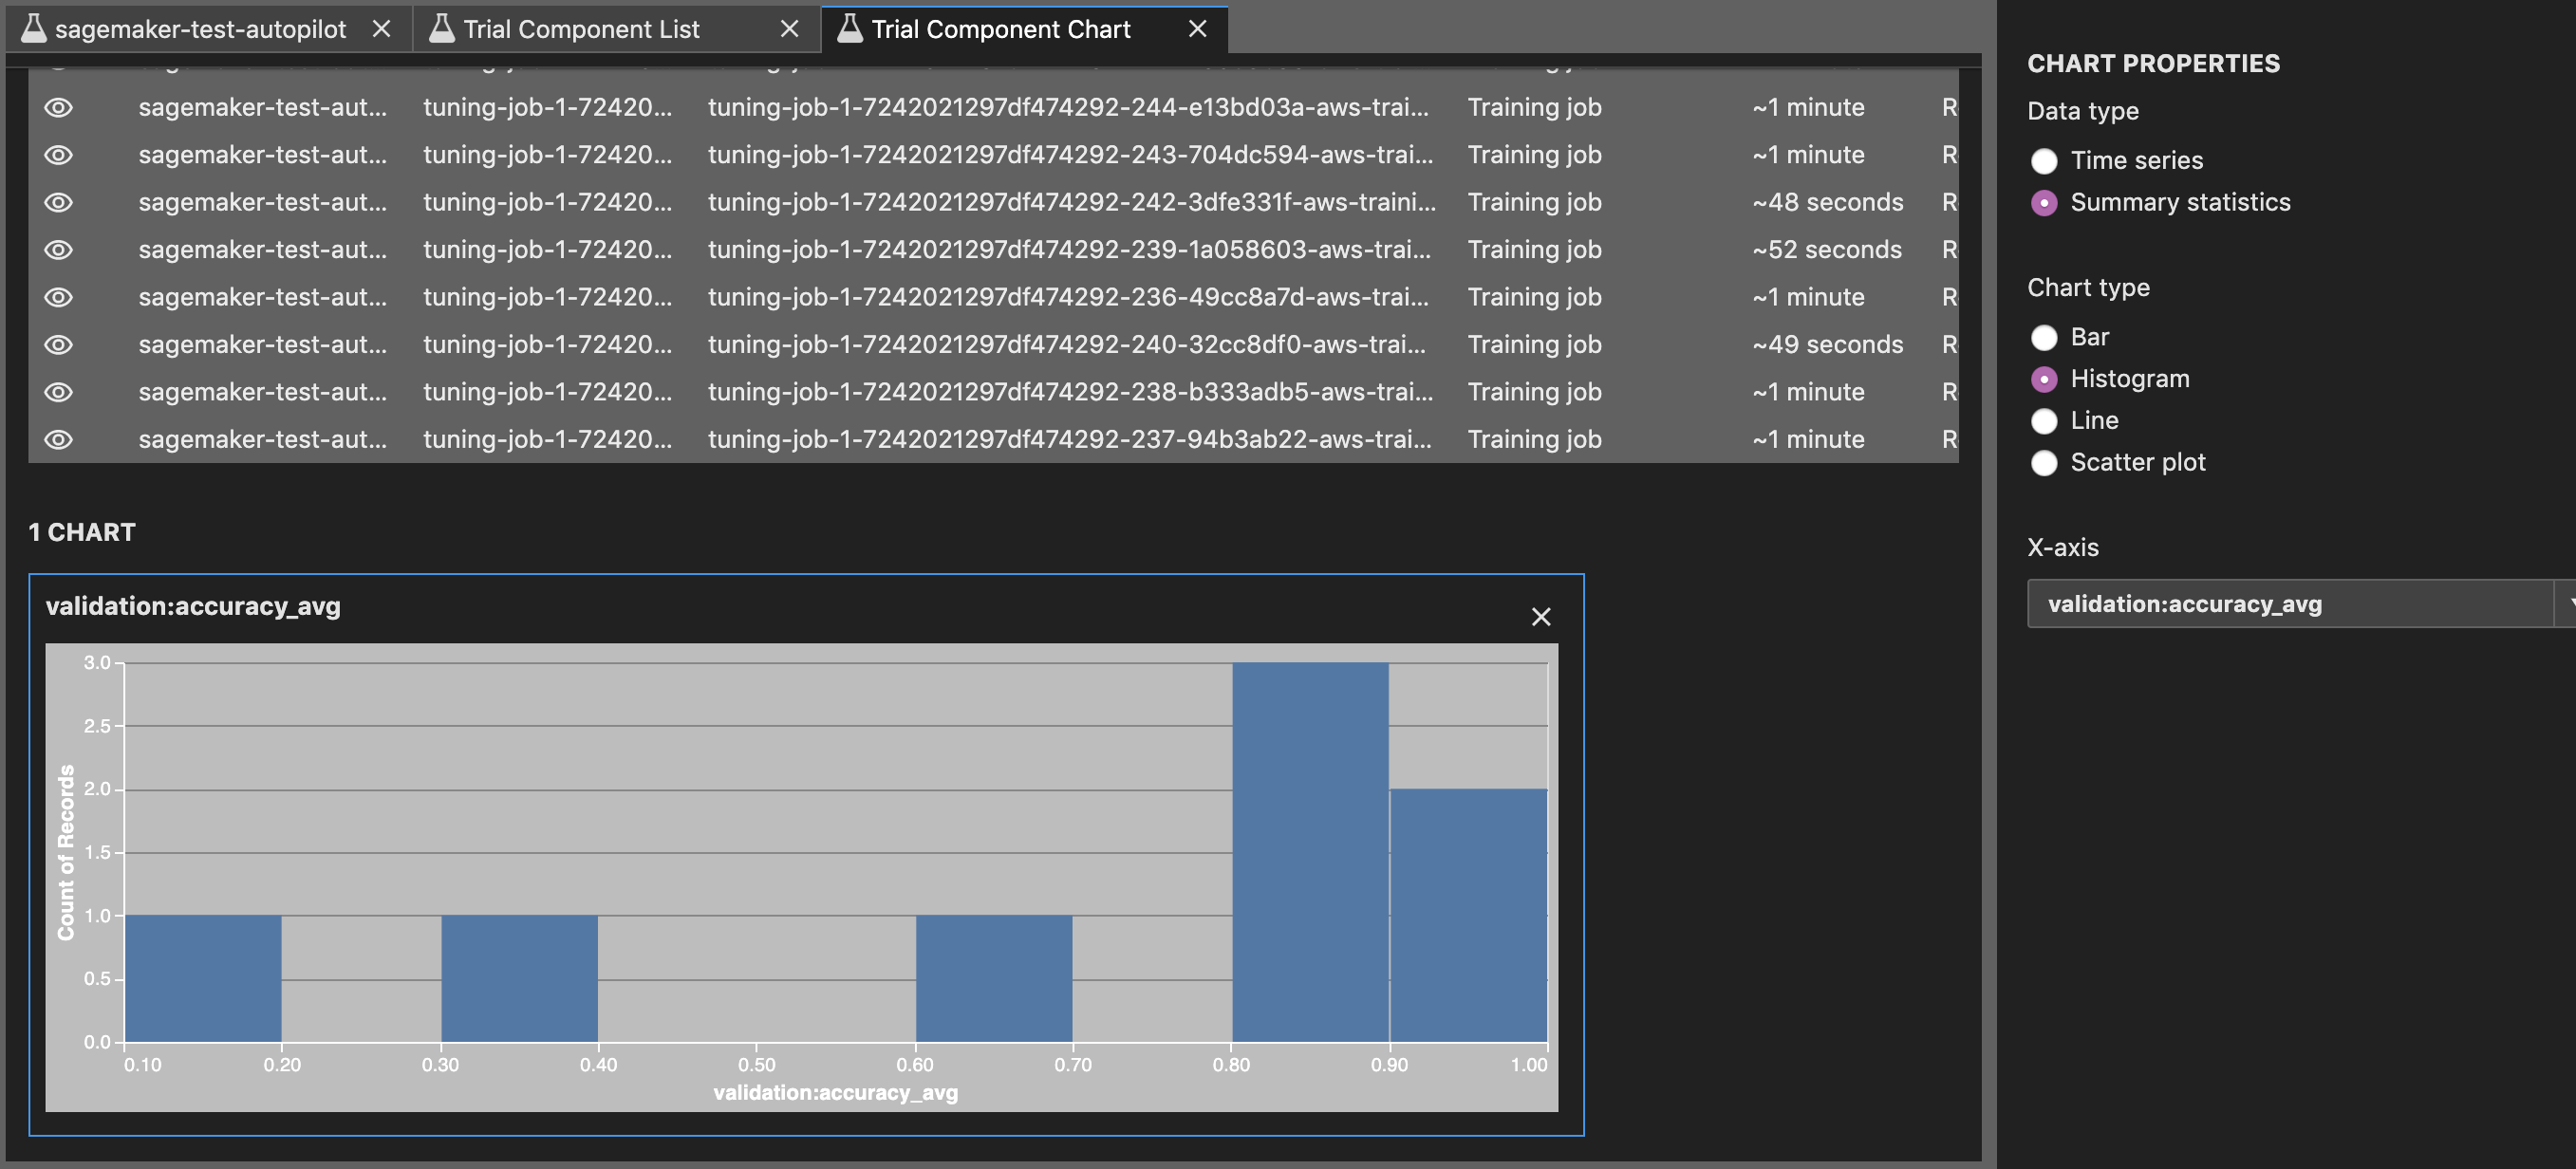 sagemaker-test-autopilot
Trial Component List
Trial Component Chart
sagemaker-test-aut... tuning-job-1-72420... tuning-job-1-7242021297df474292-244-e13bd03a-aws-trai... Training job ~1 minute R
sagemaker-test-aut... tuning-job-1-72420... tuning-job-1-7242021297df474292-243-704dc594-aws-trai... Training job ~1 minute R
sagemaker-test-aut... tuning-job-1-72420... tuning-job-1-7242021297df474292-242-3dfe331f-aws-traini... Training job ~48 seconds R
sagemaker-test-aut... tuning-job-1-72420... tuning-job-1-7242021297df474292-239-1a058603-aws-trai... Training job ~52 seconds R
sagemaker-test-aut... tuning-job-1-72420... tuning-job-1-7242021297df474292-236-49cc8a7d-aws-trai... Training job ~1 minute R
sagemaker-test-aut... tuning-job-1-72420... tuning-job-1-7242021297df474292-240-32cc8df0-aws-trai... Training job ~49 seconds R
sagemaker-test-aut... tuning-job-1-72420... tuning-job-1-7242021297df474292-238-b333adb5-aws-trai... Training job ~1 minute R
sagemaker-test-aut... tuning-job-1-72420... tuning-job-1-7242021297df474292-237-94b3ab22-aws-trai... Training job ~1 minute R
1 CHART
validation:accuracy_avg
3.0
2.5
2.0
1.5
1.0
0.5
0.0
Count of Records
0.10 0.20 0.30 0.40 0.50 0.60 0.70 0.80 0.90 1.00
validation:accuracy_avg
CHART PROPERTIES
Data type
Time series
Summary statistics
Chart type
Bar
Histogram
Line
Scatter plot
X-axis
validation:accuracy_avg